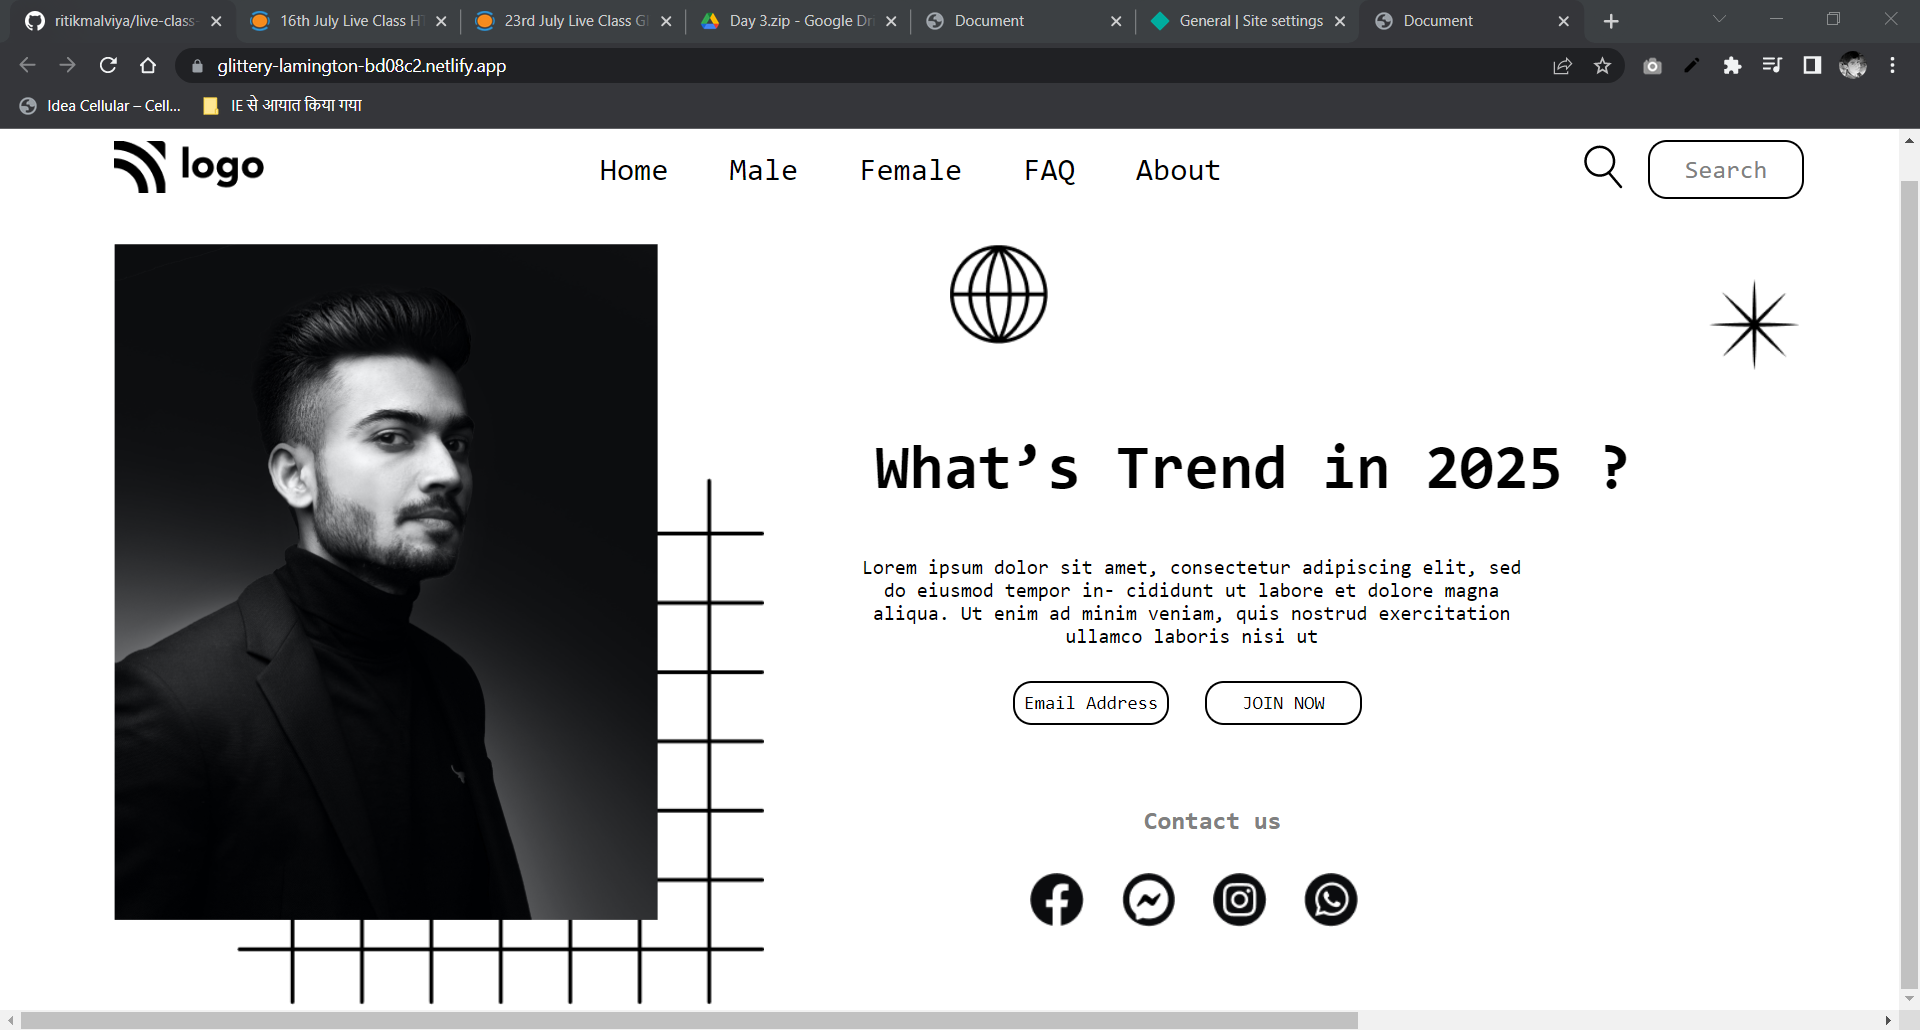 ritikmalviya/live-class-
16th July Live Class H
23rd July Live Class G
Day 3.zip - Google Dri
Document
General | Site settings
Document
glittery-lamington-bd08c2.netlify.app
Idea Cellular – Cell...
IE से आयात किया गया
logo
Home
Male
Female
FAQ
About
Search
What’s Trend in 2025 ?
Lorem ipsum dolor sit amet, consectetur adipiscing elit, sed
do eiusmod tempor in- cididunt ut labore et dolore magna
aliqua. Ut enim ad minim veniam, quis nostrud exercitation
ullamco laboris nisi ut
Email Address
JOIN NOW
Contact us